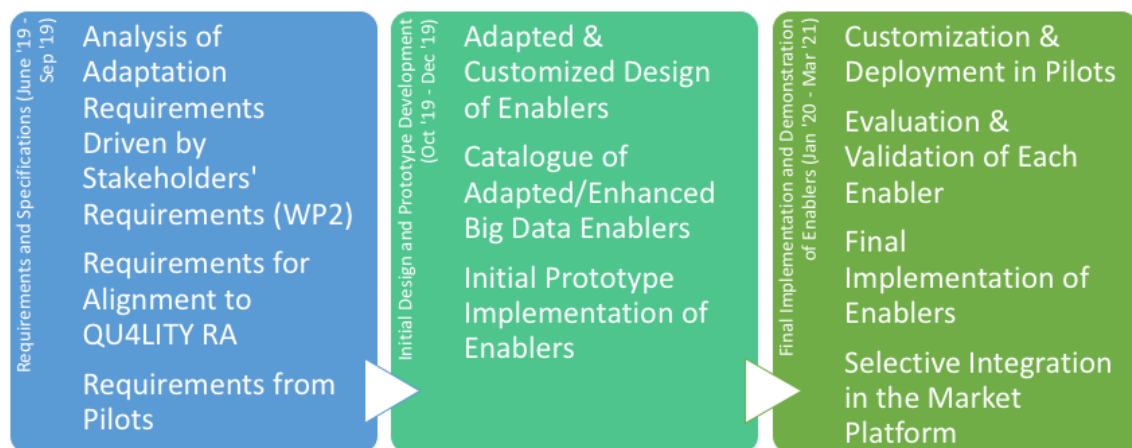 Requirements and Specifications (June '19 -
Sep '19)
Analysis of
Adaptation
Requirements
Driven by
Stakeholders'
Requirements (WP2)
Requirements for
Alignment to
QU4LITY RA
Requirements from
Pilots
Initial Design and Prototype Development
(Oct '19 - Dec '19)
Adapted &
Customized Design
of Enablers
Catalogue of
Adapted/Enhanced
Big Data Enablers
Initial Prototype
Implementation of
Enablers
Final Implementation and Demonstration
of Enablers (Jan '20 - Mar '21)
Customization &
Deployment in Pilots
Evaluation &
Validation of Each
Enabler
Final
Implementation of
Enablers
Selective Integration
in the Market
Platform